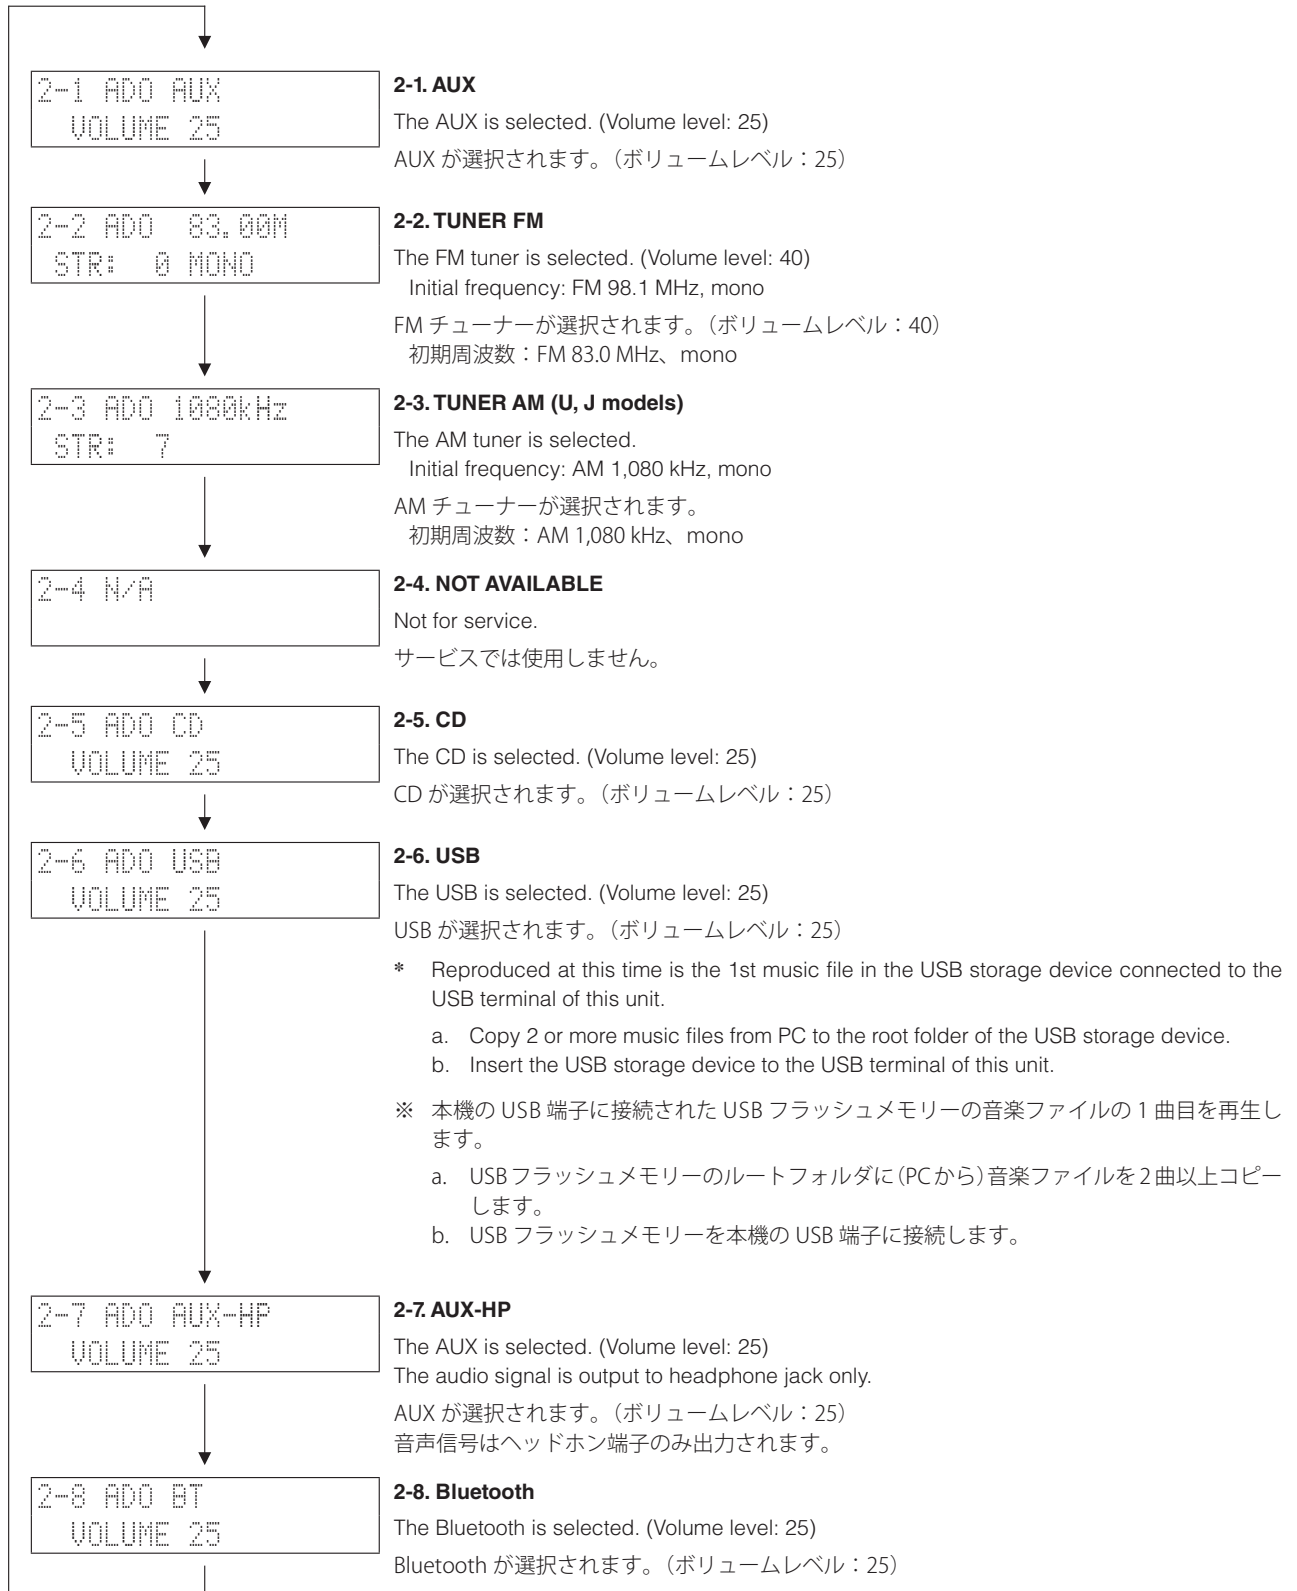 2-1 ADO AUX
VOLUME 25
2-1. AUX
The AUX is selected. (Volume level: 25)
AUX が選択されます。（ボリュームレベル：25）
2-2 ADO 83.00M
STR: 0 MONO
2-2. TUNER FM
The FM tuner is selected. (Volume level: 40)
Initial frequency: FM 98.1 MHz, mono
FM チューナーが選択されます。（ボリュームレベル：40）
初期周波数：FM 83.0 MHz、mono
2-3 ADO 1080kHz
STR: 7
2-3. TUNER AM (U, J models)
The AM tuner is selected.
Initial frequency: AM 1,080 kHz, mono
AM チューナーが選択されます。
初期周波数：AM 1,080 kHz、mono
2-4 N/A
2-4. NOT AVAILABLE
Not for service.
サービスでは使用しません。
2-5 ADO CD
VOLUME 25
2-5. CD
The CD is selected. (Volume level: 25)
CD が選択されます。（ボリュームレベル：25）
2-6 ADO USB
VOLUME 25
2-6. USB
The USB is selected. (Volume level: 25)
USB が選択されます。（ボリュームレベル：25）
* Reproduced at this time is the 1st music file in the USB storage device connected to the
USB terminal of this unit.
a. Copy 2 or more music files from PC to the root folder of the USB storage device.
b. Insert the USB storage device to the USB terminal of this unit.
※ 本機の USB 端子に接続された USB フラッシュメモリーの音楽ファイルの 1 曲目を再生し
ます。
a. USB フラッシュメモリーのルートフォルダに（PCから）音楽ファイルを2曲以上コピー
します。
b. USB フラッシュメモリーを本機の USB 端子に接続します。
2-7 ADO AUX-HP
VOLUME 25
2-7. AUX-HP
The AUX is selected. (Volume level: 25)
The audio signal is output to headphone jack only.
AUX が選択されます。（ボリュームレベル：25）
音声信号はヘッドホン端子のみ出力されます。
2-8 ADO BT
VOLUME 25
2-8. Bluetooth
The Bluetooth is selected. (Volume level: 25)
Bluetooth が選択されます。（ボリュームレベル：25）